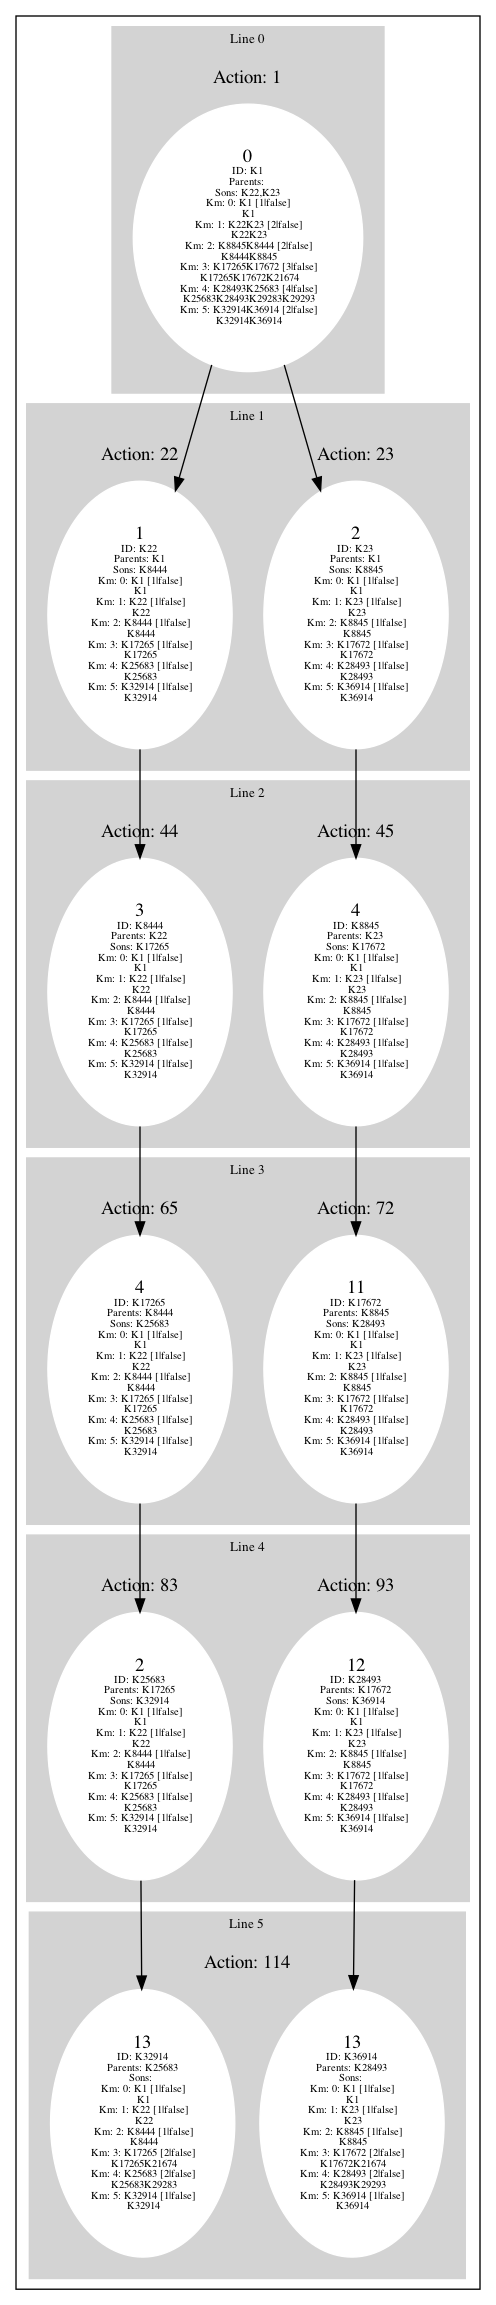 Line 0
Action: 1
0
ID: K1
Parents:
Sons: K22,K23
Km: 0: K1 [1|false]
K1
Km: 1: K22K23 [2|false]
K22K23
Km: 2: K8845K8444 [2|false]
K8444K8845
Km: 3: K17265K17672 [3|false]
K17265K17672K21674
Km: 4: K28493K25683 [4|false]
K25683K28493K29283K29293
Km: 5: K32914K36914 [2|false]
K32914K36914
Line 1
Action: 22
1
ID: K22
Parents: K1
Sons: K8444
Km: 0: K1 [1|false]
K1
Km: 1: K22 [1|false]
K22
Km: 2: K8444 [1|false]
K8444
Km: 3: K17265 [1|false]
K17265
Km: 4: K25683 [1|false]
K25683
Km: 5: K32914 [1|false]
K32914
Action: 23
2
ID: K23
Parents: K1
Sons: K8845
Km: 0: K1 [1|false]
K1
Km: 1: K23 [1|false]
K23
Km: 2: K8845 [1|false]
K8845
Km: 3: K17672 [1|false]
K17672
Km: 4: K28493 [1|false]
K28493
Km: 5: K36914 [1|false]
K36914
Line 2
Action: 44
3
ID: K8444
Parents: K22
Sons: K17265
Km: 0: K1 [1|false]
K1
Km: 1: K22 [1|false]
K22
Km: 2: K8444 [1|false]
K8444
Km: 3: K17265 [1|false]
K17265
Km: 4: K25683 [1|false]
K25683
Km: 5: K32914 [1|false]
K32914
Action: 45
4
ID: K8845
Parents: K23
Sons: K17672
Km: 0: K1 [1|false]
K1
Km: 1: K23 [1|false]
K23
Km: 2: K8845 [1|false]
K8845
Km: 3: K17672 [1|false]
K17672
Km: 4: K28493 [1|false]
K28493
Km: 5: K36914 [1|false]
K36914
Line 3
Action: 65
4
ID: K17265
Parents: K8444
Sons: K25683
Km: 0: K1 [1|false]
K1
Km: 1: K22 [1|false]
K22
Km: 2: K8444 [1|false]
K8444
Km: 3: K17265 [1|false]
K17265
Km: 4: K25683 [1|false]
K25683
Km: 5: K32914 [1|false]
K32914
Action: 72
11
ID: K17672
Parents: K8845
Sons: K28493
Km: 0: K1 [1|false]
K1
Km: 1: K23 [1|false]
K23
Km: 2: K8845 [1|false]
K8845
Km: 3: K17672 [1|false]
K17672
Km: 4: K28493 [1|false]
K28493
Km: 5: K36914 [1|false]
K36914
Line 4
Action: 83
2
ID: K25683
Parents: K17265
Sons: K32914
Km: 0: K1 [1|false]
K1
Km: 1: K22 [1|false]
K22
Km: 2: K8444 [1|false]
K8444
Km: 3: K17265 [1|false]
K17265
Km: 4: K25683 [1|false]
K25683
Km: 5: K32914 [1|false]
K32914
Action: 93
12
ID: K28493
Parents: K17672
Sons: K36914
Km: 0: K1 [1|false]
K1
Km: 1: K23 [1|false]
K23
Km: 2: K8845 [1|false]
K8845
Km: 3: K17672 [1|false]
K17672
Km: 4: K28493 [1|false]
K28493
Km: 5: K36914 [1|false]
K36914
Line 5
Action: 114
13
ID: K32914
Parents: K25683
Sons:
Km: 0: K1 [1|false]
K1
Km: 1: K22 [1|false]
K22
Km: 2: K8444 [1|false]
K8444
Km: 3: K17265 [2|false]
K17265K21674
Km: 4: K25683 [2|false]
K25683K29283
Km: 5: K32914 [1|false]
K32914
13
ID: K36914
Parents: K28493
Sons:
Km: 0: K1 [1|false]
K1
Km: 1: K23 [1|false]
K23
Km: 2: K8845 [1|false]
K8845
Km: 3: K17672 [2|false]
K17672K21674
Km: 4: K28493 [2|false]
K28493K29293
Km: 5: K36914 [1|false]
K36914